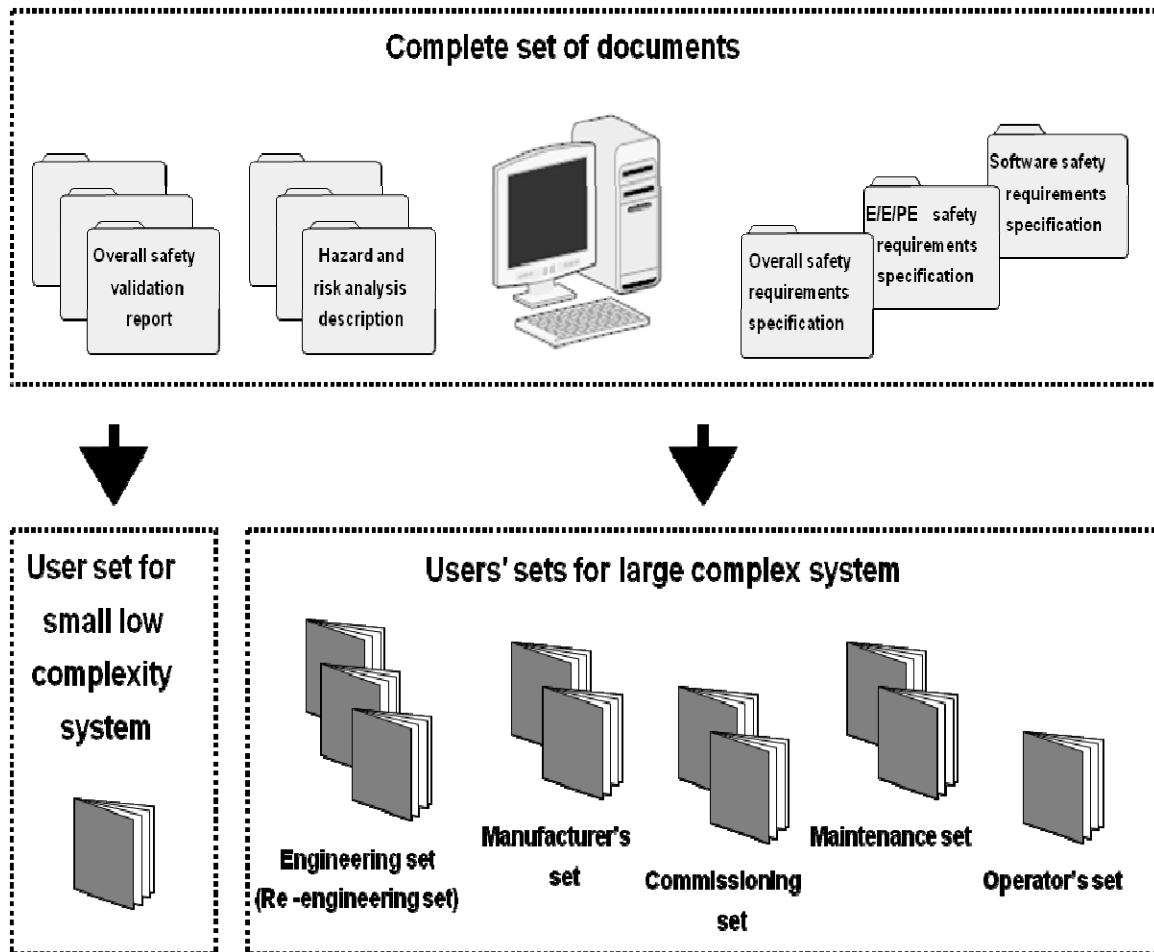 Complete set of documents
Overall safety
validation
report
Hazard and
risk analysis
description
Overall safety
requirements
specification
E/E/PE safety
requirements
specification
Software safety
requirements
specification
User set for
small low
complexity
system
Users' sets for large complex system
Engineering set
(Re -engineering set)
Manufacturer's
set
Commissioning
set
Maintenance set
Operator's set